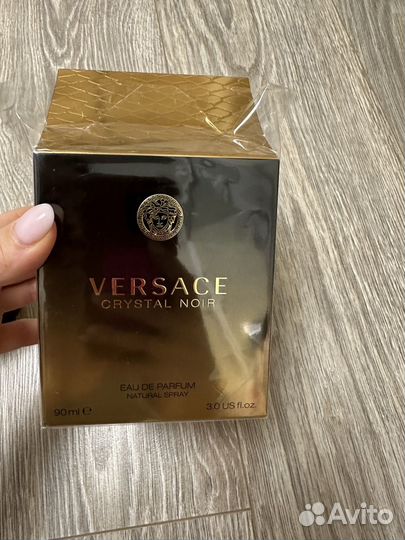 VERSACE
CRYSTAL NOIR
EAU DE PARFUM
NATURAL SPRAY
90 ml ℮ 3.0 US fl.oz.
Avito